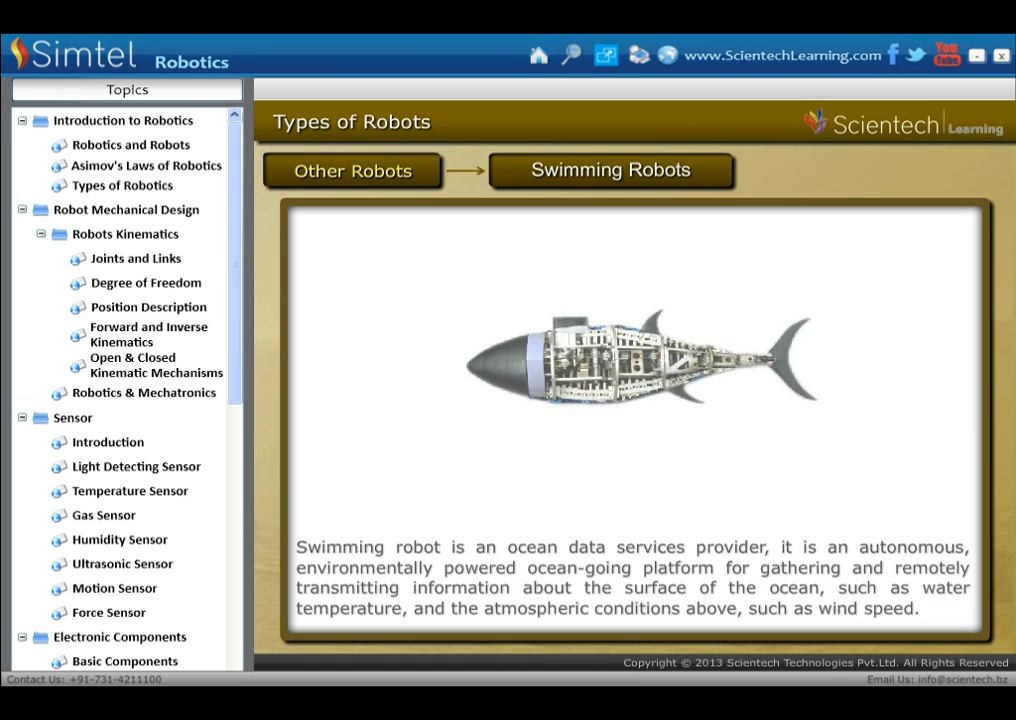 Simtel Robotics
www.ScientechLearning.com
You
Tube
Topics
Introduction to Robotics
Robotics and Robots
Asimov's Laws of Robotics
Types of Robotics
Robot Mechanical Design
Robots Kinematics
Joints and Links
Degree of Freedom
Position Description
Forward and Inverse
Kinematics
Open & Closed
Kinematic Mechanisms
Robotics & Mechatronics
Sensor
Introduction
Light Detecting Sensor
Temperature Sensor
Gas Sensor
Humidity Sensor
Ultrasonic Sensor
Motion Sensor
Force Sensor
Electronic Components
Basic Components
Types of Robots
Scientech Learning
Other Robots
Swimming Robots
Swimming robot is an ocean data services provider, it is an autonomous,
environmentally powered ocean-going platform for gathering and remotely
transmitting information about the surface of the ocean, such as water
temperature, and the atmospheric conditions above, such as wind speed.
Copyright © 2013 Scientech Technologies Pvt.Ltd. All Rights Reserved
Contact Us: +91-731-4211100
Email Us: info@scientech.bz